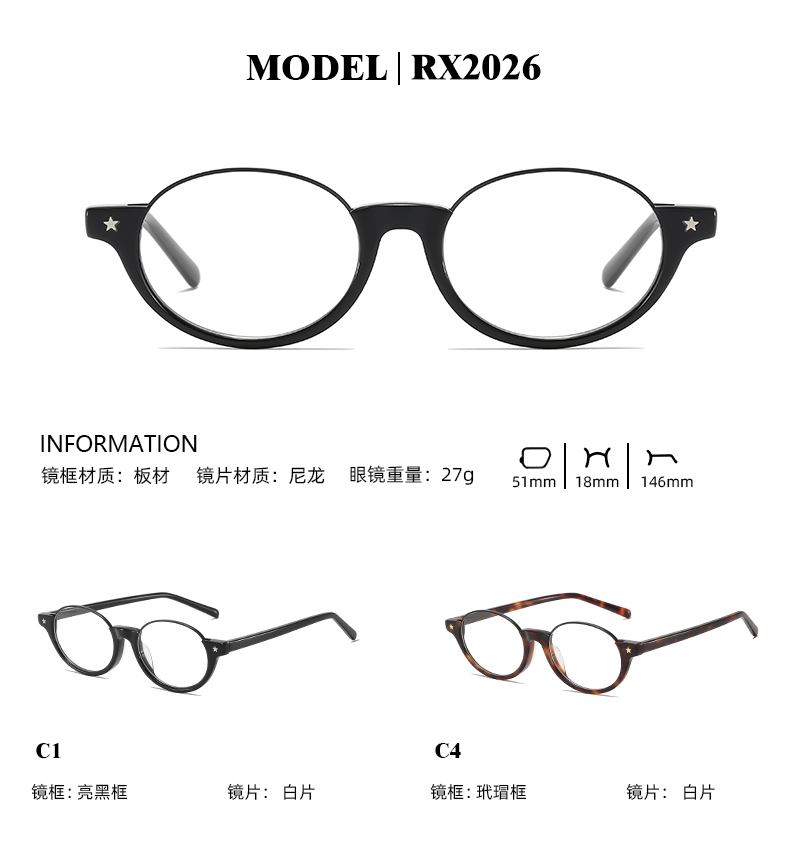 MODEL | RX2026
INFORMATION
镜框材质：板材 镜片材质：尼龙 眼镜重量：27g
51mm 18mm 146mm
C1
镜框：亮黑框 镜片： 白片
C4
镜框：玳瑁框 镜片： 白片